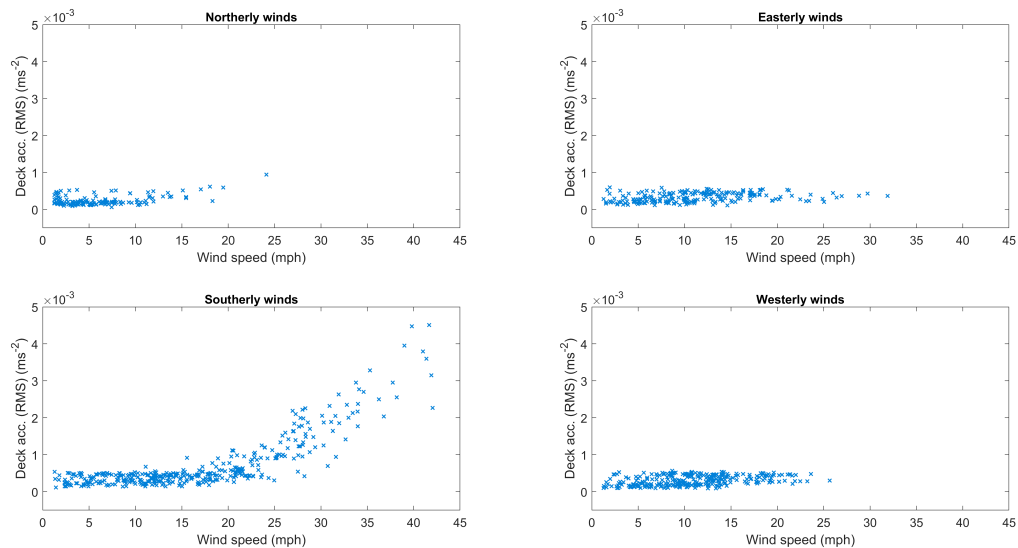 Northerly winds
×10-3
5
4
3
2
1
0
Deck acc. (RMS) (ms-2)
0 5 10 15 20 25 30 35 40 45
Wind speed (mph)
Easterly winds
×10-3
5
4
3
2
1
0
Deck acc. (RMS) (ms-2)
0 5 10 15 20 25 30 35 40 45
Wind speed (mph)
Southerly winds
×10-3
5
4
3
2
1
0
Deck acc. (RMS) (ms-2)
0 5 10 15 20 25 30 35 40 45
Wind speed (mph)
Westerly winds
×10-3
5
4
3
2
1
0
Deck acc. (RMS) (ms-2)
0 5 10 15 20 25 30 35 40 45
Wind speed (mph)